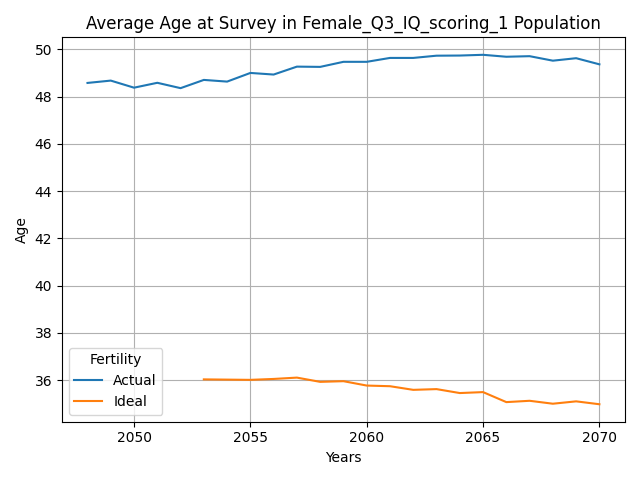 Average Age at Survey in Female_Q3_IQ_scoring_1 Population
50
48
46
44
42
40
38
36
Age
Fertility
Actual
Ideal
2050 2055 2060 2065 2070
Years